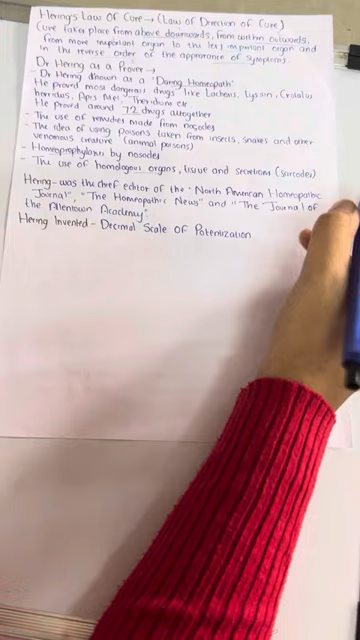 Hering's Law Of Cure → (Law of Direction of Cure)
Cure takes place from above downwards, from within outwards,
from more important organ to the less important organ and
in the reverse order of the appearance of symptoms.
Dr Hering as a Prover →
- Dr Hering known as a "Daring Homeopath"
He proved most dangerous drugs like Lachesis, Lyssin, Crotalus
horridus, Apis Mel, Theridion etc
He proved around 72 drugs altogether
- The use of remedies made from nosodes
- The idea of using poisons taken from insects, snakes and other
venomous creature (animal poisons)
- Homoeoprophylaxis by nosodes
- The use of homologous organs, tissue and secretions (sarcodes)
Hering - was the chief editor of the "North American Homeopathic
Journal", "The Homeopathic News" and "The Journal of
the Allentown Academy".
Hering Invented - Decimal Scale Of Potentization